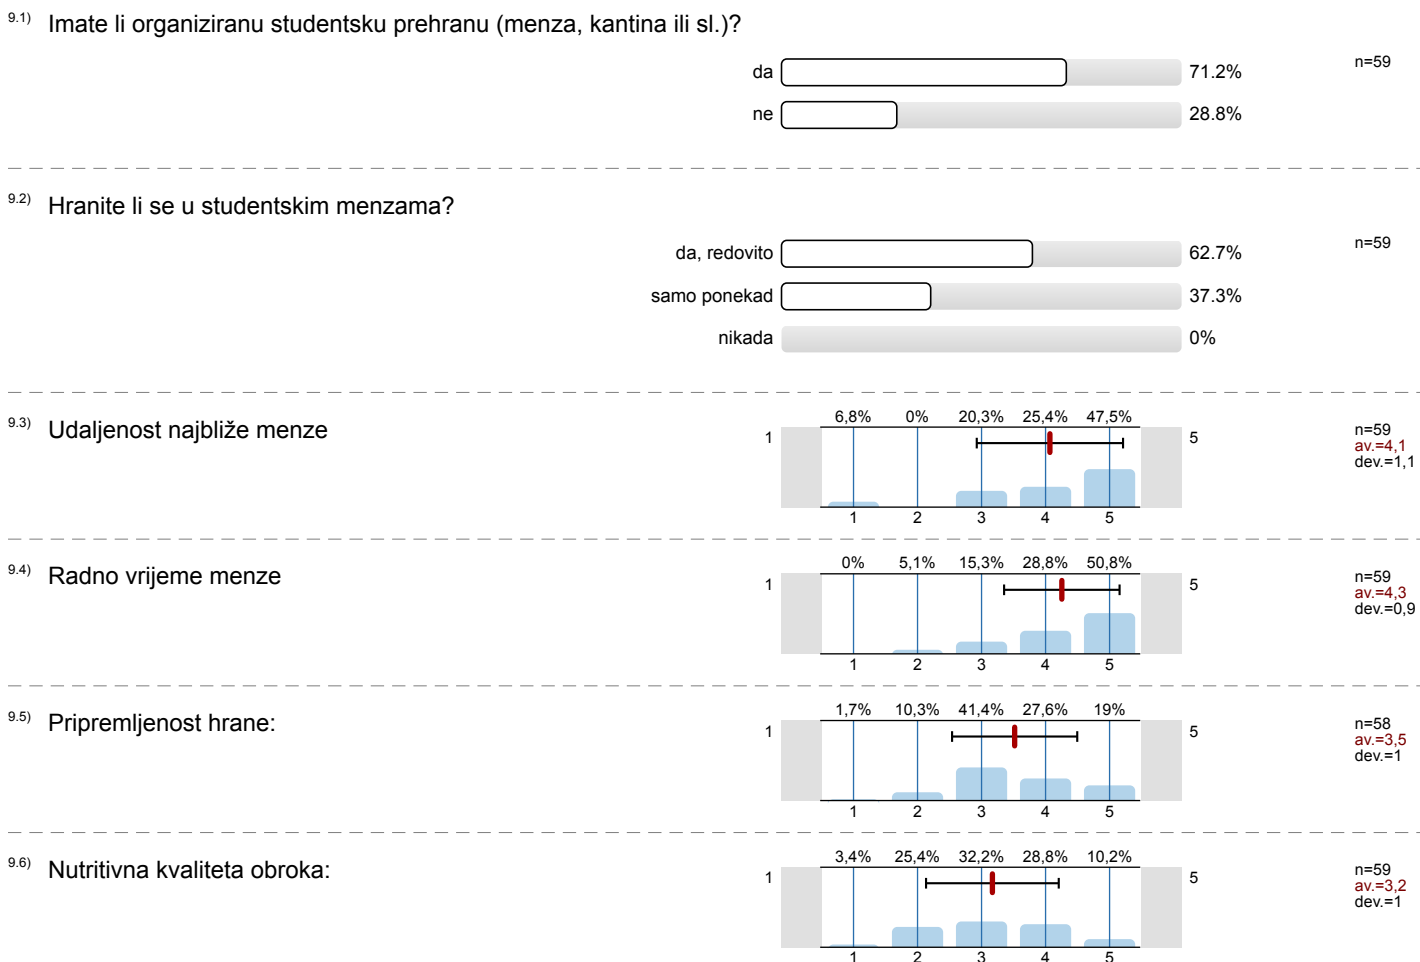 9.1) Imate li organiziranu studentsku prehranu (menza, kantina ili sl.)?
da 71.2% n=59
ne 28.8%
9.2) Hranite li se u studentskim menzama?
da, redovito 62.7% n=59
samo ponekad 37.3%
nikada 0%
9.3) Udaljenost najbliže menze
6,8% 0% 20,3% 25,4% 47,5%
1 5
n=59
av.=4,1
dev.=1,1
1 2 3 4 5
9.4) Radno vrijeme menze
0% 5,1% 15,3% 28,8% 50,8%
1 5
n=59
av.=4,3
dev.=0,9
1 2 3 4 5
9.5) Pripremljenost hrane:
1,7% 10,3% 41,4% 27,6% 19%
1 5
n=58
av.=3,5
dev.=1
1 2 3 4 5
9.6) Nutritivna kvaliteta obroka:
3,4% 25,4% 32,2% 28,8% 10,2%
1 5
n=59
av.=3,2
dev.=1
1 2 3 4 5